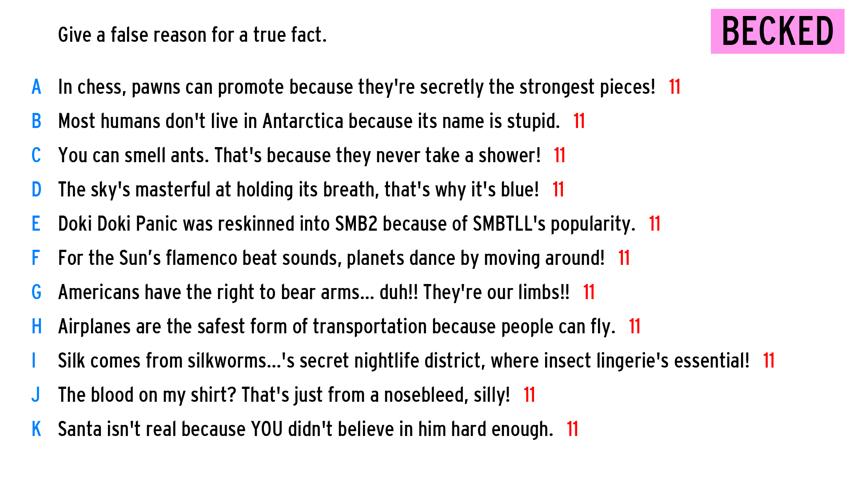 Give a false reason for a true fact.
BECKED
A In chess, pawns can promote because they're secretly the strongest pieces! 11
B Most humans don't live in Antarctica because its name is stupid. 11
C You can smell ants. That's because they never take a shower! 11
D The sky's masterful at holding its breath, that's why it's blue! 11
E Doki Doki Panic was reskinned into SMB2 because of SMBTLL's popularity. 11
F For the Sun’s flamenco beat sounds, planets dance by moving around! 11
G Americans have the right to bear arms... duh!! They're our limbs!! 11
H Airplanes are the safest form of transportation because people can fly. 11
I Silk comes from silkworms...'s secret nightlife district, where insect lingerie's essential! 11
J The blood on my shirt? That's just from a nosebleed, silly! 11
K Santa isn't real because YOU didn't believe in him hard enough. 11